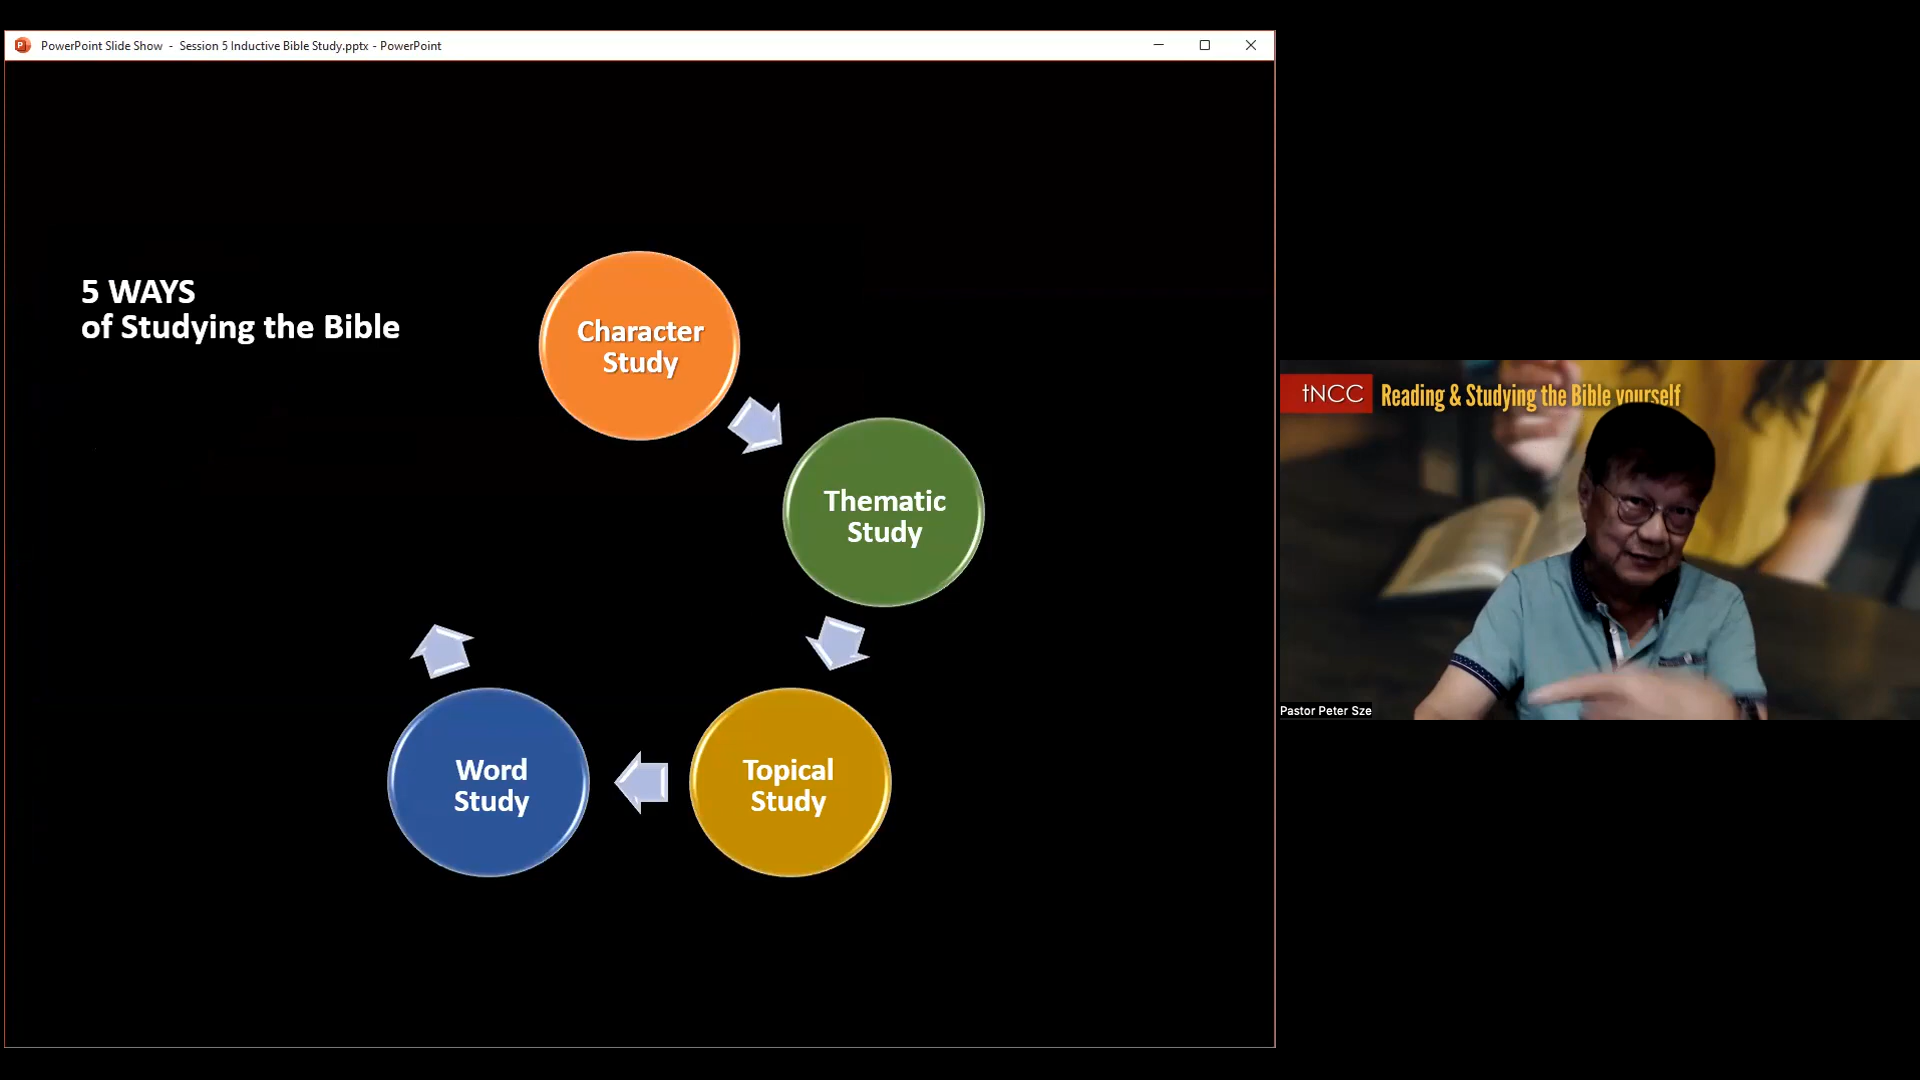 PowerPoint Slide Show - Session 5 Inductive Bible Study.pptx - PowerPoint
5 WAYS
of Studying the Bible
Character
Study
Thematic
Study
Topical
Study
Word
Study
tNCC
Reading & Studying the Bible yourself
Pastor Peter Sze